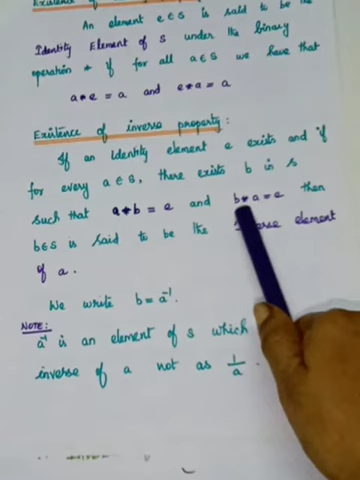 Existence of
An element e ∈ S is said to be the
Identity Element of S under the binary
operation * if for all a ∈ S we have that
a * e = a and e * a = a
Existence of inverse property:
If an Identity element e exists and if
for every a ∈ S, there exists b in S
such that a * b = e and b * a = e then
b ∈ S is said to be the element
of a.
We write b = a⁻¹.
NOTE:
a⁻¹ is an element of S which
inverse of a not as 1/a.